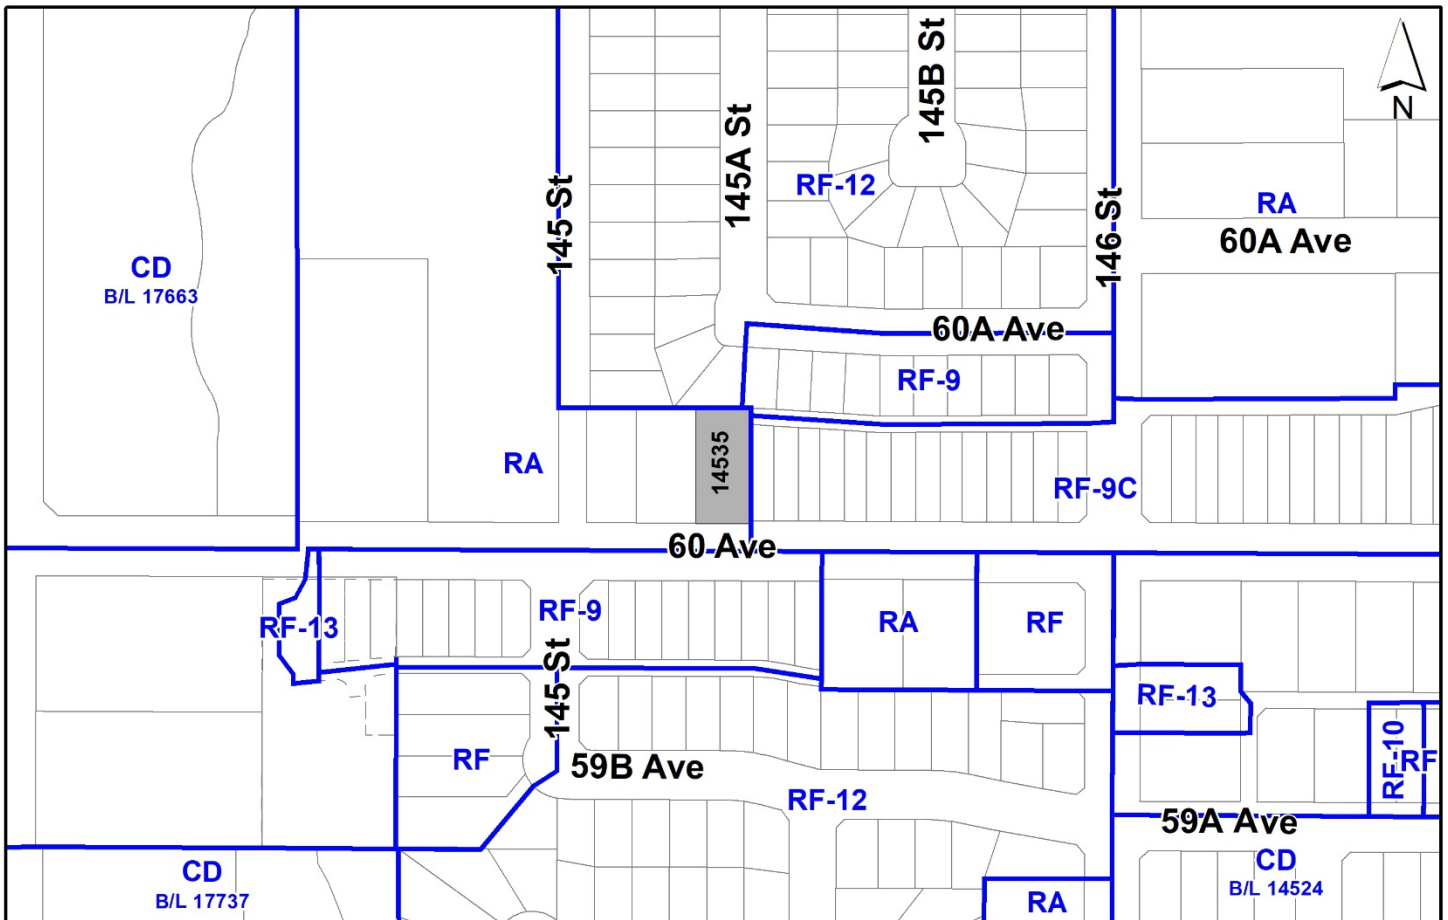 145B St
N
145A St
RF-12
145 St
146 St
RA
60A Ave
CD
B/L 17663
60A Ave
RF-9
14535
RA
RF-9C
60 Ave
RF-9
RF-13
RA
RF
145 St
RF-13
RF
59B Ave
RF-10
RF
RF-12
59A Ave
CD
B/L 17737
CD
B/L 14524
RA